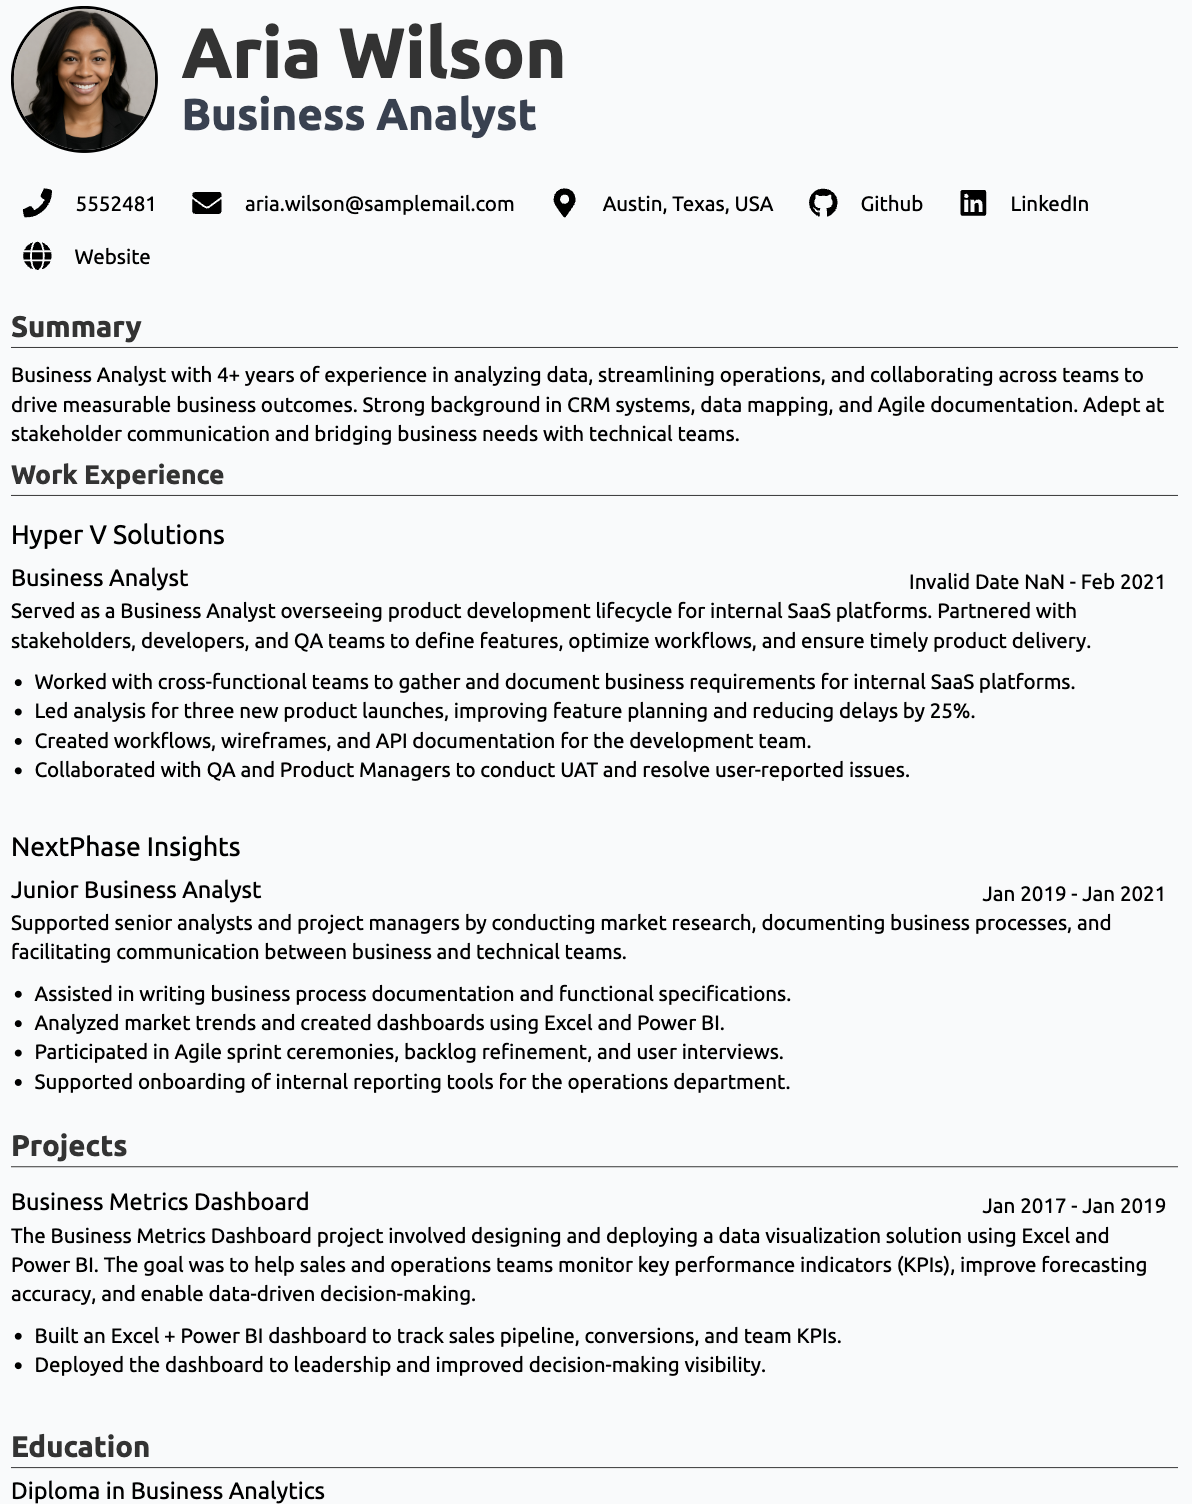 Aria Wilson
Business Analyst
5552481 aria.wilson@samplemail.com Austin, Texas, USA Github LinkedIn
Website
Summary
Business Analyst with 4+ years of experience in analyzing data, streamlining operations, and collaborating across teams to
drive measurable business outcomes. Strong background in CRM systems, data mapping, and Agile documentation. Adept at
stakeholder communication and bridging business needs with technical teams.
Work Experience
Hyper V Solutions
Business Analyst Invalid Date NaN - Feb 2021
Served as a Business Analyst overseeing product development lifecycle for internal SaaS platforms. Partnered with
stakeholders, developers, and QA teams to define features, optimize workflows, and ensure timely product delivery.
• Worked with cross-functional teams to gather and document business requirements for internal SaaS platforms.
• Led analysis for three new product launches, improving feature planning and reducing delays by 25%.
• Created workflows, wireframes, and API documentation for the development team.
• Collaborated with QA and Product Managers to conduct UAT and resolve user-reported issues.
NextPhase Insights
Junior Business Analyst Jan 2019 - Jan 2021
Supported senior analysts and project managers by conducting market research, documenting business processes, and
facilitating communication between business and technical teams.
• Assisted in writing business process documentation and functional specifications.
• Analyzed market trends and created dashboards using Excel and Power BI.
• Participated in Agile sprint ceremonies, backlog refinement, and user interviews.
• Supported onboarding of internal reporting tools for the operations department.
Projects
Business Metrics Dashboard Jan 2017 - Jan 2019
The Business Metrics Dashboard project involved designing and deploying a data visualization solution using Excel and
Power BI. The goal was to help sales and operations teams monitor key performance indicators (KPIs), improve forecasting
accuracy, and enable data-driven decision-making.
• Built an Excel + Power BI dashboard to track sales pipeline, conversions, and team KPIs.
• Deployed the dashboard to leadership and improved decision-making visibility.
Education
Diploma in Business Analytics